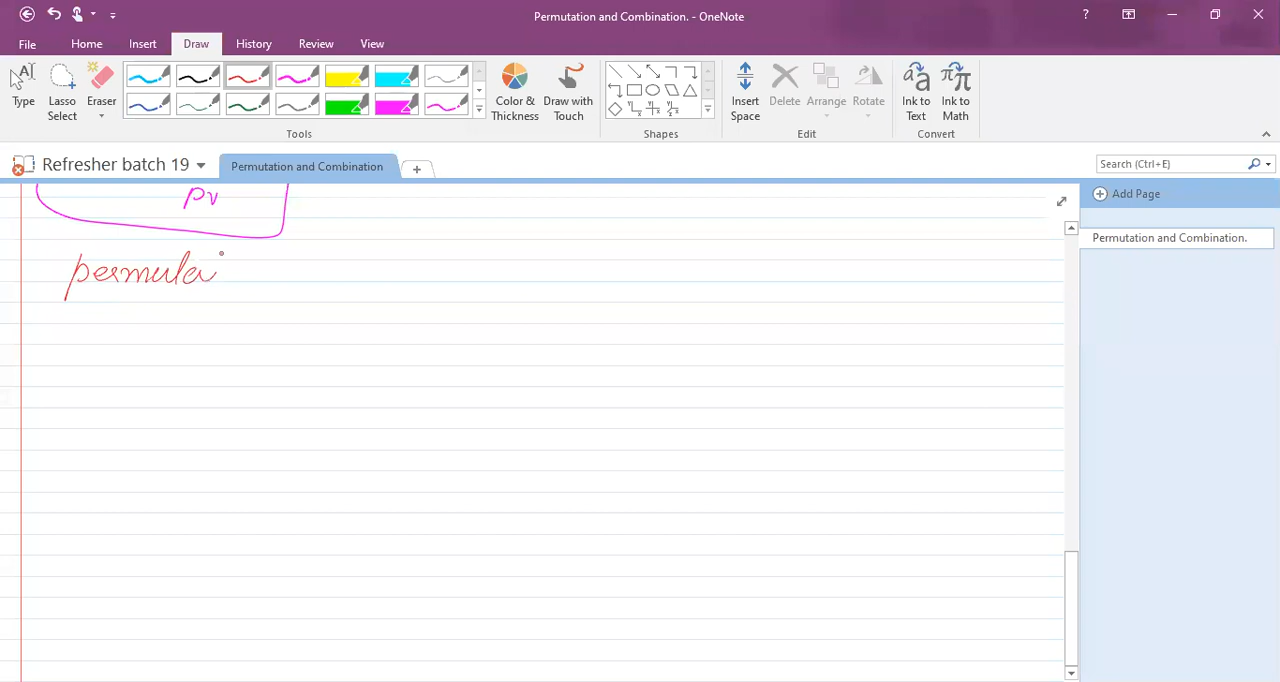 Permutation and Combination. - OneNote
?
File Home Insert Draw History Review View
Type
Lasso Select
Eraser
Color & Thickness
Draw with Touch
Insert Space
Delete
Arrange
Rotate
Ink to Text
Ink to Math
Tools
Shapes
Edit
Convert
Refresher batch 19
Permutation and Combination
Search (Ctrl+E)
Add Page
Permutation and Combination.
permula